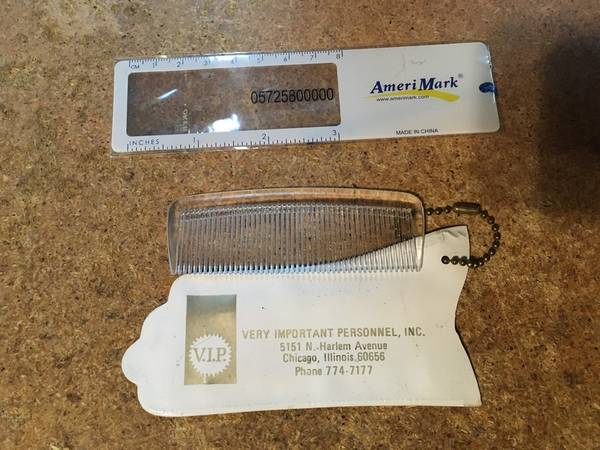 CM 1 2 3 4 5 6 7 8
05725800000
AmeriMark®
www.amerimark.com
MADE IN CHINA
INCHES 1 2 3
V.I.P.
VERY IMPORTANT PERSONNEL, INC.
5151 N. Harlem Avenue
Chicago, Illinois 60656
Phone 774-7177